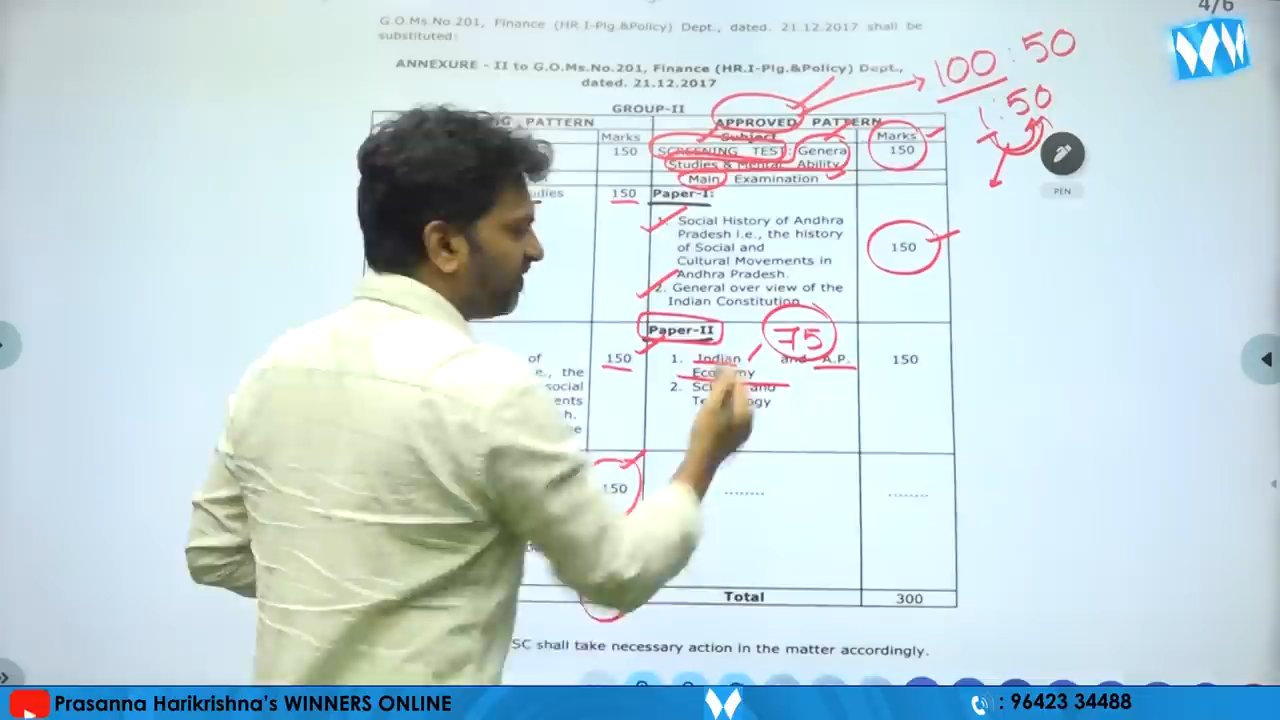 4/6
G.O.Ms.No.201, Finance (HR.I-Plg.&Policy) Dept., dated. 21.12.2017 shall be
substituted:
ANNEXURE - II to G.O.Ms.No.201, Finance (HR.I-Plg.&Policy) Dept.,
dated. 21.12.2017
100 : 50
1 : 50
GROUP-II
PATTERN
APPROVED PATTERN
Marks
Subject
Marks
150
SCREENING TEST: Genera
Studies & Mental Ability
150
Main Examination
150
Paper-I:
1. Social History of Andhra
Pradesh i.e., the history
of Social and
Cultural Movements in
Andhra Pradesh.
2. General over view of the
Indian Constitution
150
of
150
Paper-II
75
1. Indian and A.P.
Economy
2. and
150
150
........
........
Total
300
SC shall take necessary action in the matter accordingly.
PEN
Prasanna Harikrishna's WINNERS ONLINE
: 96423 34488